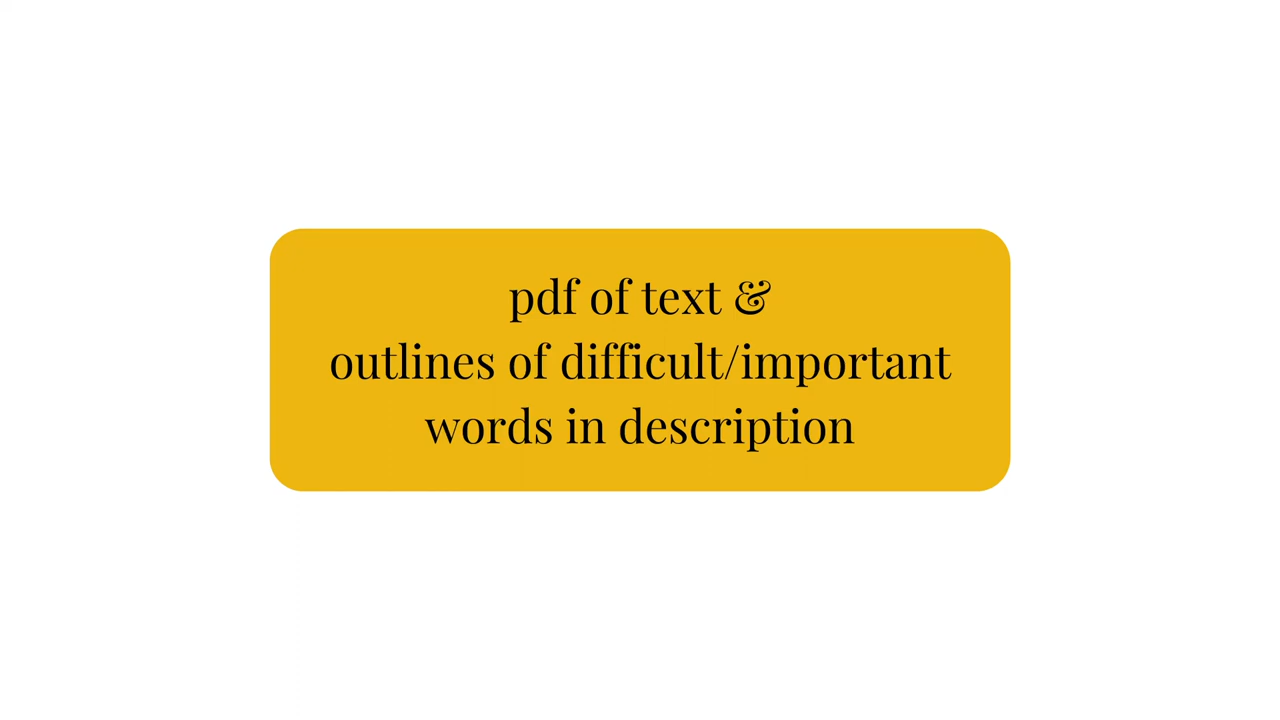 pdf of text &
outlines of difficult/important
words in description